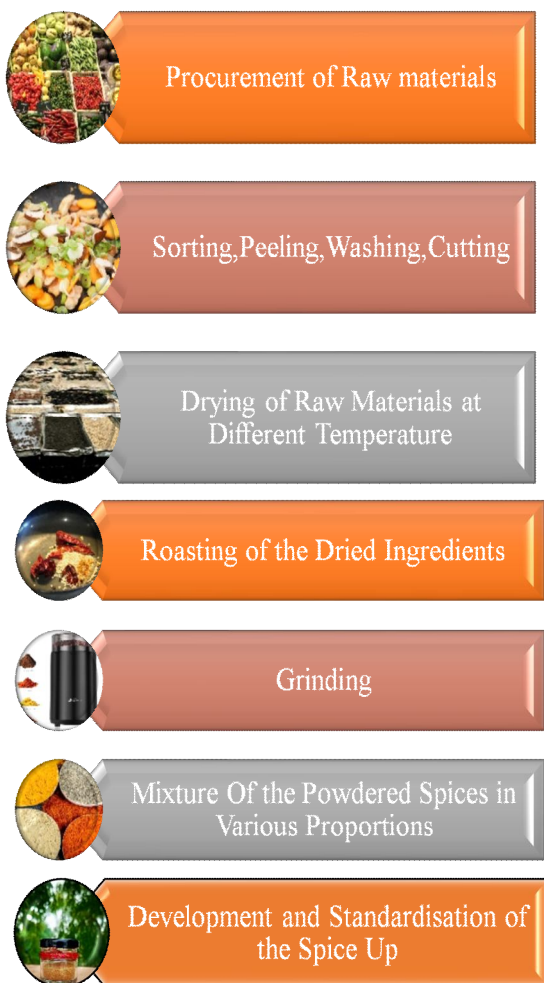 Procurement of Raw materials
Sorting,Peeling,Washing,Cutting
Drying of Raw Materials at
Different Temperature
Roasting of the Dried Ingredients
Grinding
Mixture Of the Powdered Spices in
Various Proportions
Development and Standardisation of
the Spice Up